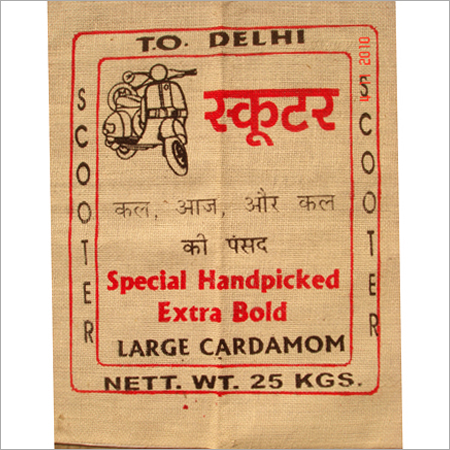 T.O. DELHI
SCOOTER
स्कूटर
SCOOTER
कल, आज, और कल
की पंसद
Special Handpicked
Extra Bold
LARGE CARDAMOM
NETT. WT. 25 KGS.